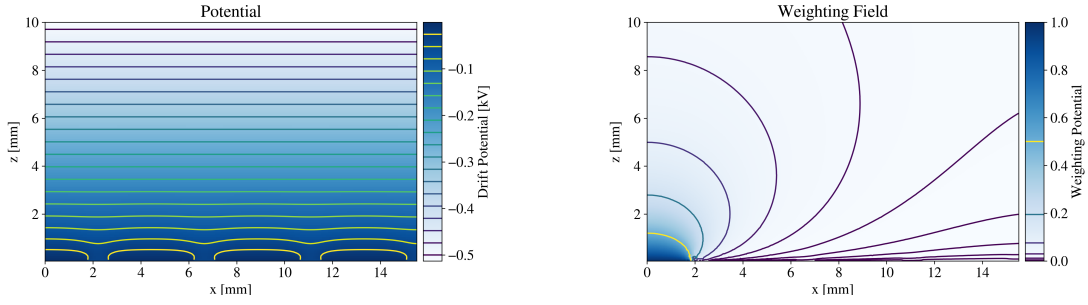 Potential
10
8
6
4
2
z [mm]
0 2 4 6 8 10 12 14
x [mm]
−0.1
−0.2
−0.3
−0.4
−0.5
Drift Potential [kV]
Weighting Field
10
8
6
4
2
z [mm]
0 2 4 6 8 10 12 14
x [mm]
1.0
0.8
0.6
0.4
0.2
0.0
Weighting Potential